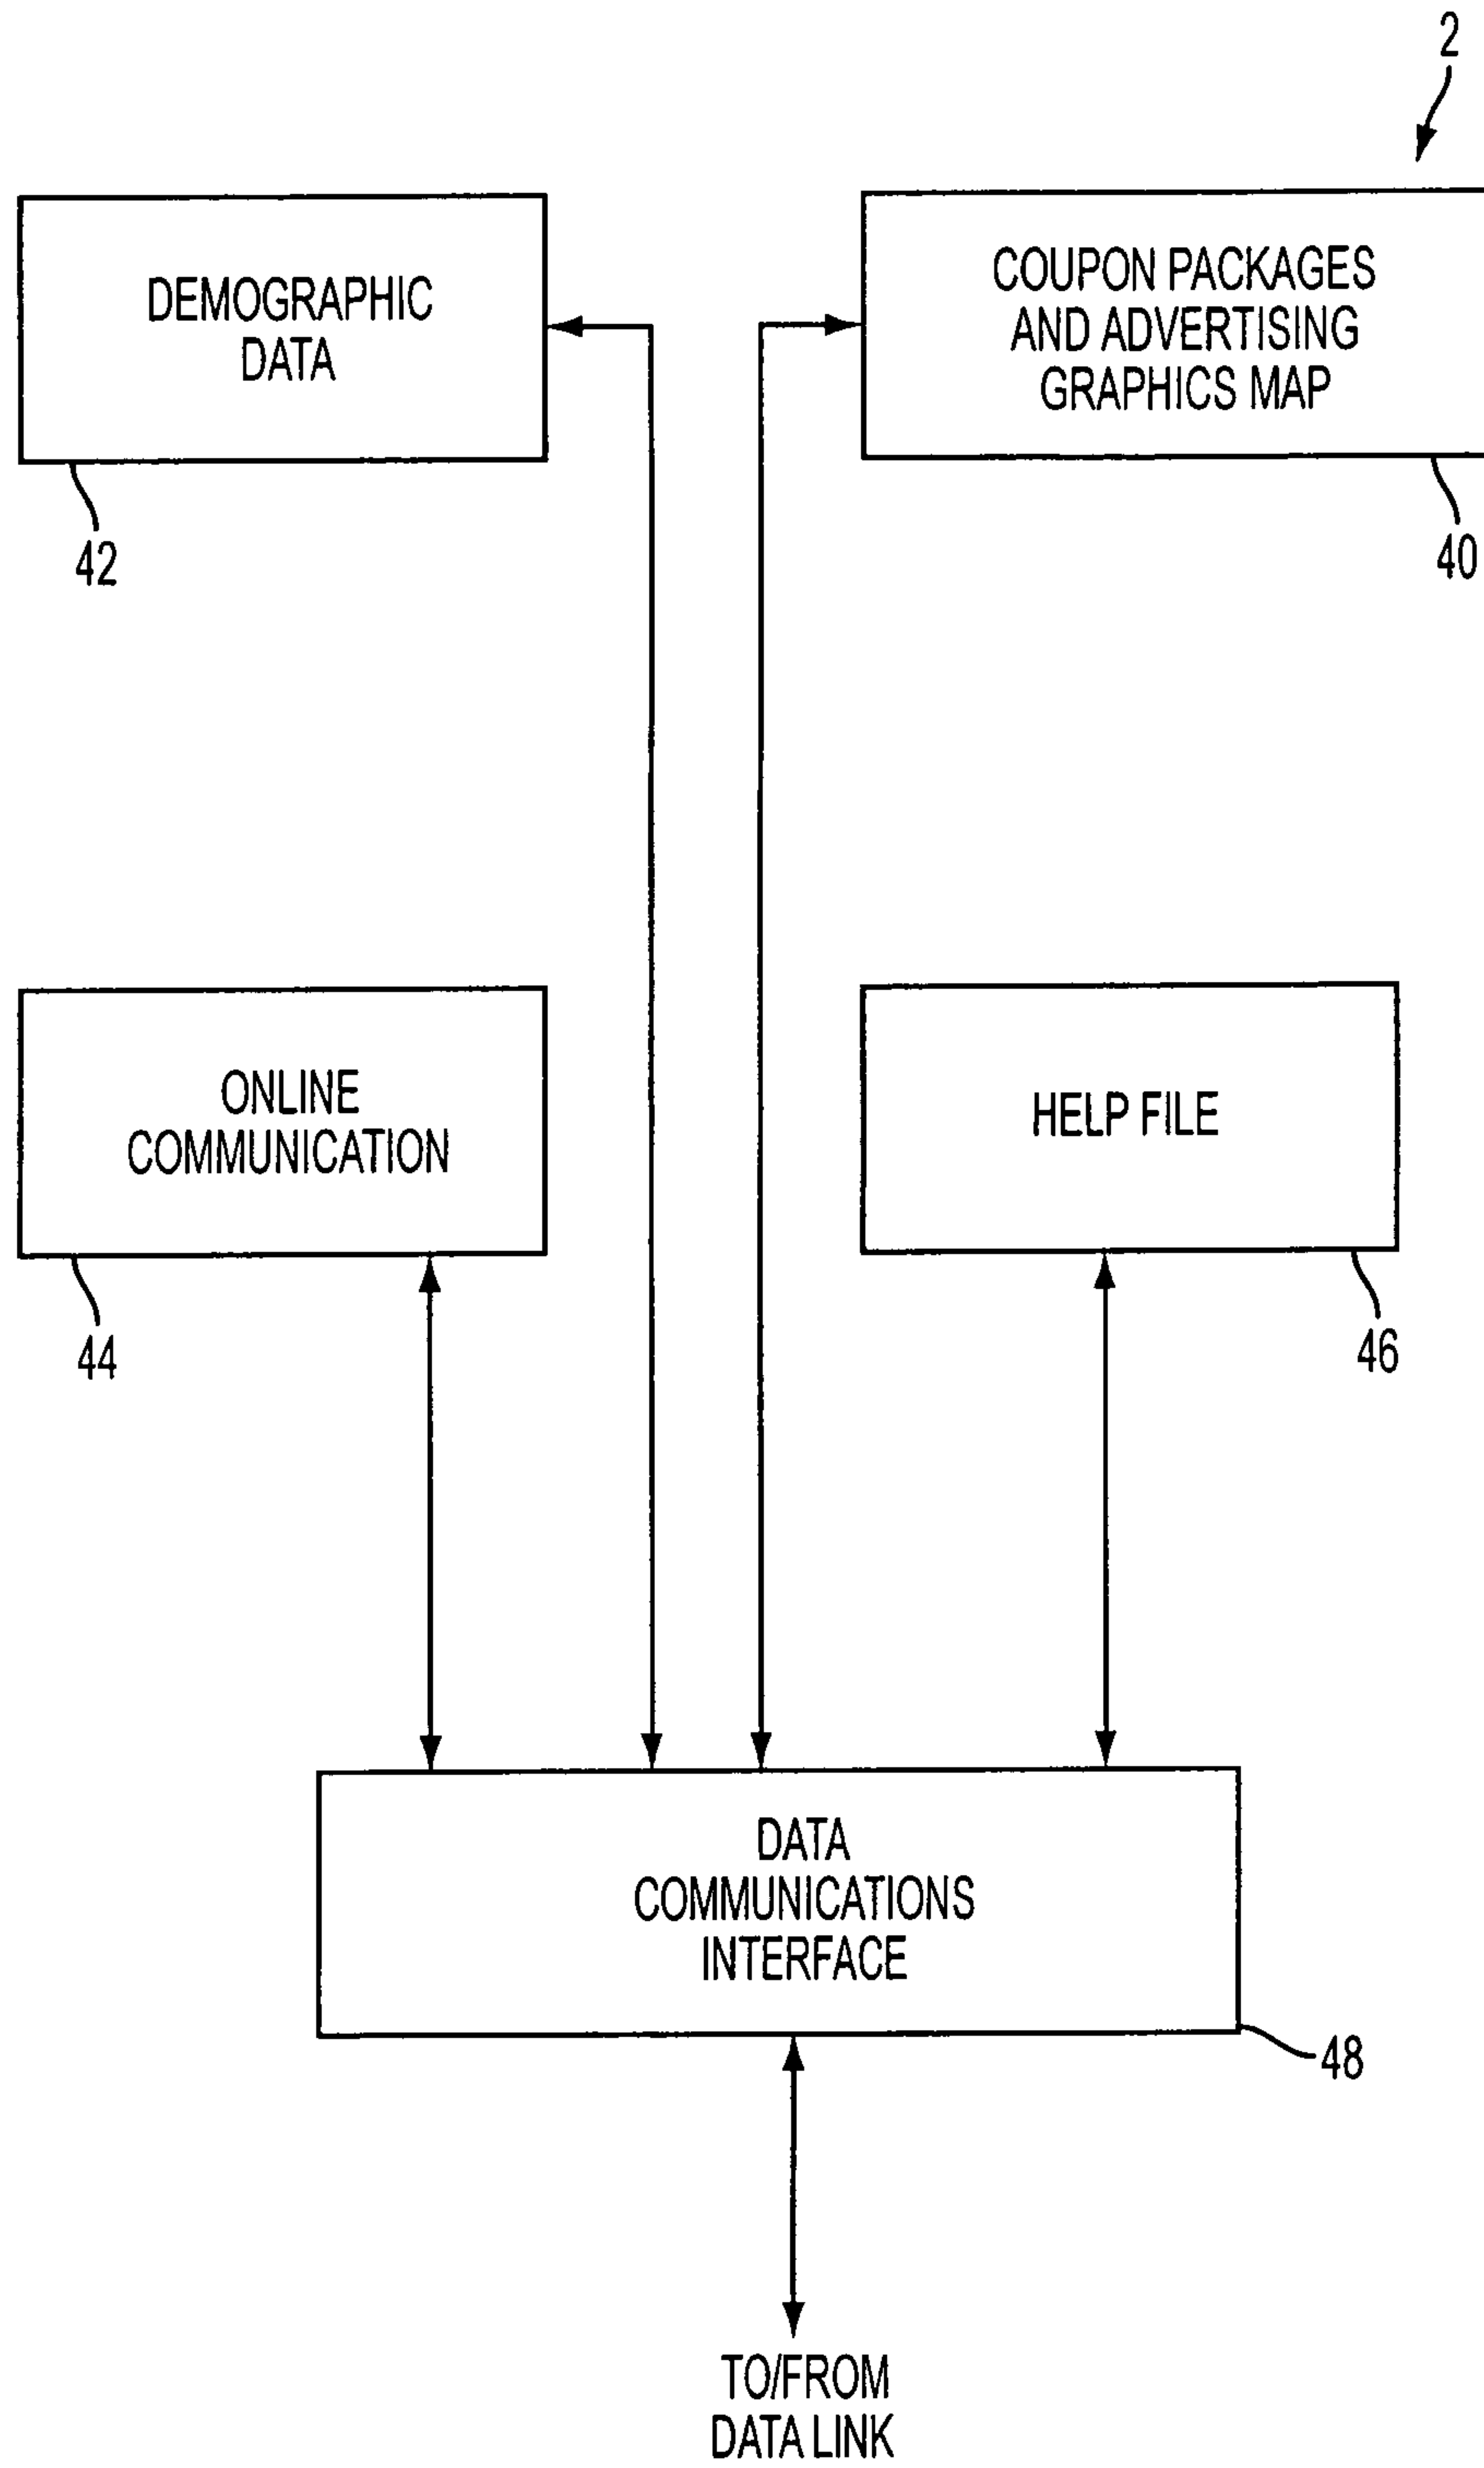 2
DEMOGRAPHIC
DATA
COUPON PACKAGES
AND ADVERTISING
GRAPHICS MAP
42
40
ONLINE
COMMUNICATION
HELP FILE
44
46
DATA
COMMUNICATIONS
INTERFACE
48
TO/FROM
DATA LINK